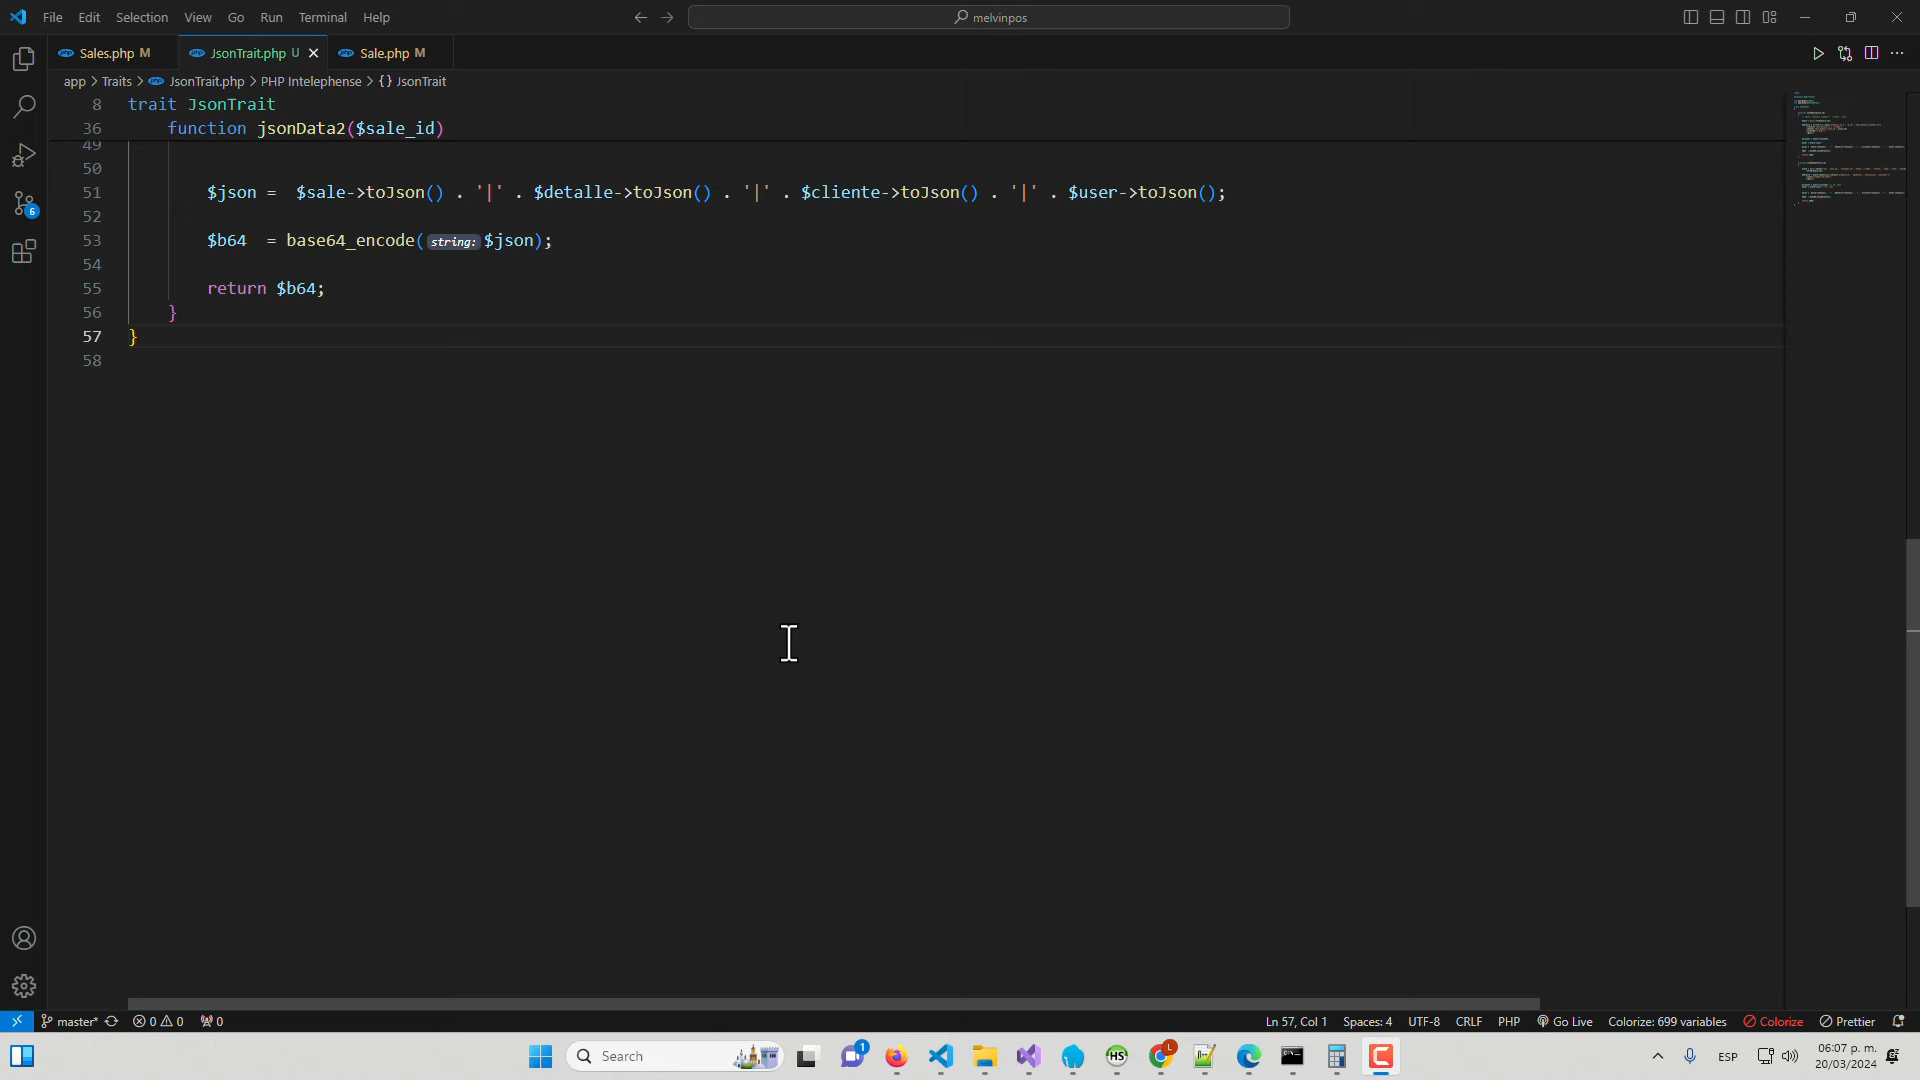 File Edit Selection View Go Run Terminal Help melvinpos
Sales.php M JsonTrait.php U Sale.php M
app > Traits > JsonTrait.php > PHP Intelephense > {} JsonTrait
8 trait JsonTrait
36 function jsonData2($sale_id)
49
50
51 $json =  $sale->toJson() . '|' . $detalle->toJson() . '|' . $cliente->toJson() . '|' . $user->toJson();
52
53 $b64  = base64_encode(string: $json);
54
55 return $b64;
56 }
57 }
58
6
master* 0 0 0 Ln 57, Col 1 Spaces: 4 UTF-8 CRLF PHP Go Live Colorize: 699 variables Colorize Prettier
Search 1 HS L ESP 06:07 p. m.
20/03/2024